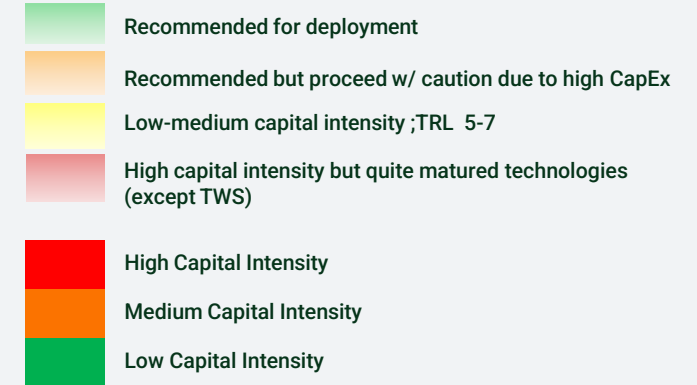 Recommended for deployment
Recommended but proceed w/ caution due to high CapEx
Low-medium capital intensity ;TRL  5-7
High capital intensity but quite matured technologies
(except TWS)
High Capital Intensity
Medium Capital Intensity
Low Capital Intensity